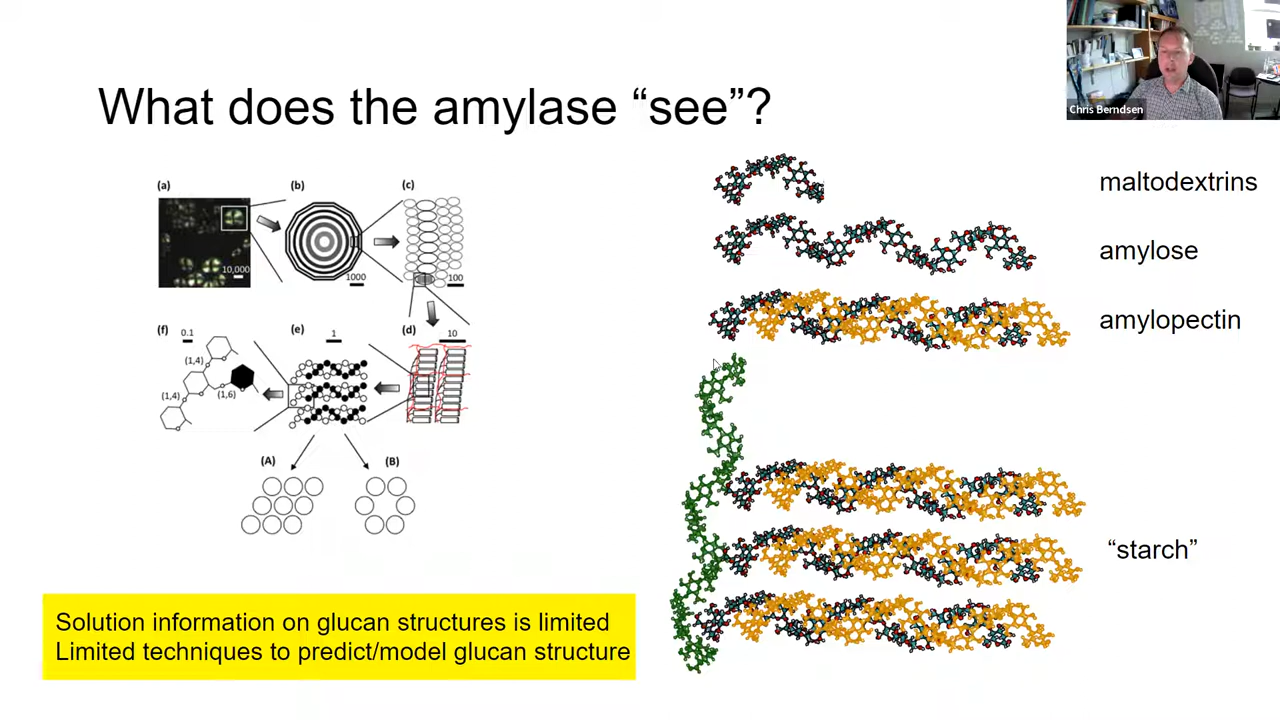 What does the amylase “see”?
Chris Berndsen
(a)
(b)
(c)
10,000
1000
100
(f)
0.1
(e)
1
(d)
10
(1,4)
(1,4)
(1,6)
(A)
(B)
maltodextrins
amylose
amylopectin
“starch”
Solution information on glucan structures is limited
Limited techniques to predict/model glucan structure